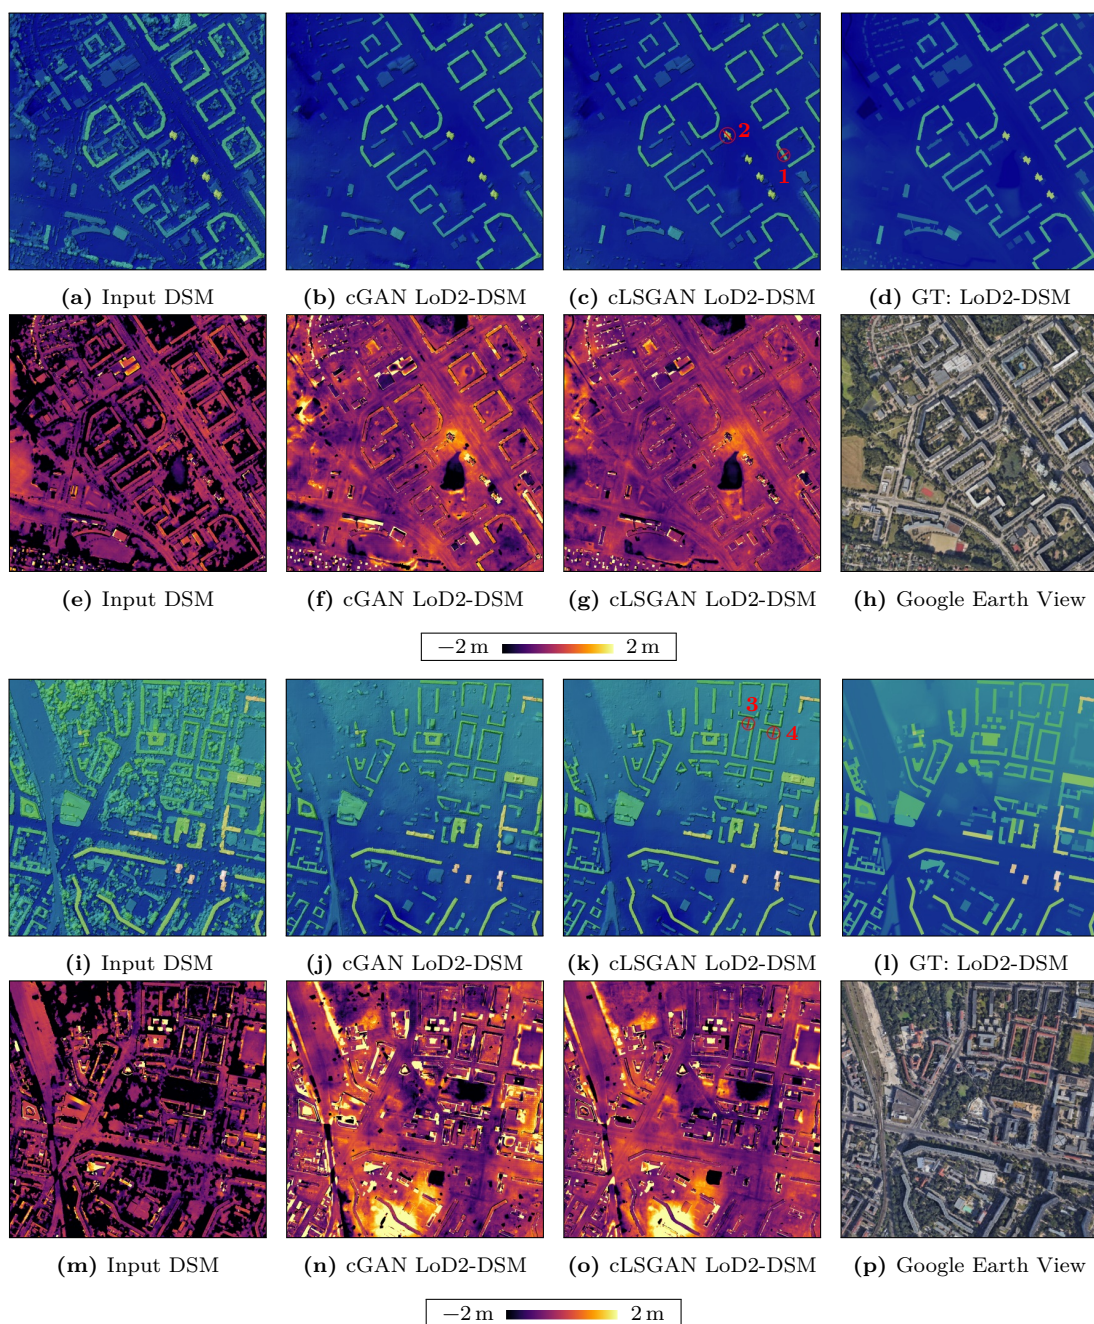 2
1
(a) Input DSM
(b) cGAN LoD2-DSM
(c) cLSGAN LoD2-DSM
(d) GT: LoD2-DSM
(e) Input DSM
(f) cGAN LoD2-DSM
(g) cLSGAN LoD2-DSM
(h) Google Earth View
−2 m 2 m
3
4
(i) Input DSM
(j) cGAN LoD2-DSM
(k) cLSGAN LoD2-DSM
(l) GT: LoD2-DSM
(m) Input DSM
(n) cGAN LoD2-DSM
(o) cLSGAN LoD2-DSM
(p) Google Earth View
−2 m 2 m